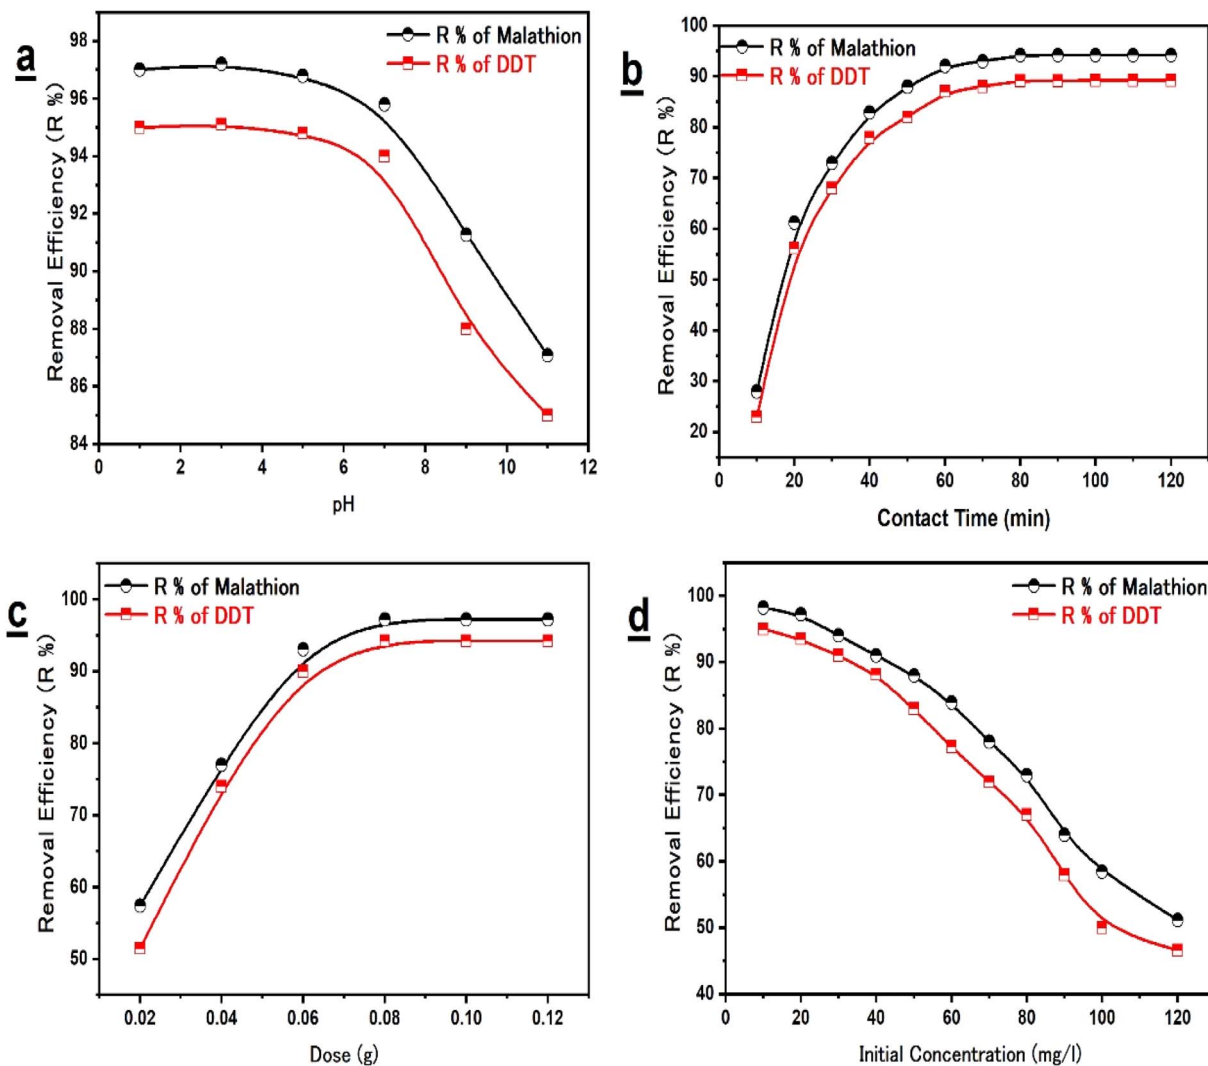 a
R % of Malathion
R % of DDT
Removal Efficiency (R %)
98
96
94
92
90
88
86
84
0 2 4 6 8 10 12
pH
b
R % of Malathion
R % of DDT
Removal Efficiency (R %)
100
90
80
70
60
50
40
30
20
0 20 40 60 80 100 120
Contact Time (min)
c
R % of Malathion
R % of DDT
Removal Efficiency (R %)
100
90
80
70
60
50
0.02 0.04 0.06 0.08 0.10 0.12
Dose (g)
d
R % of Malathion
R % of DDT
Removal Efficiency (R %)
100
90
80
70
60
50
40
0 20 40 60 80 100 120
Initial Concentration (mg/l)